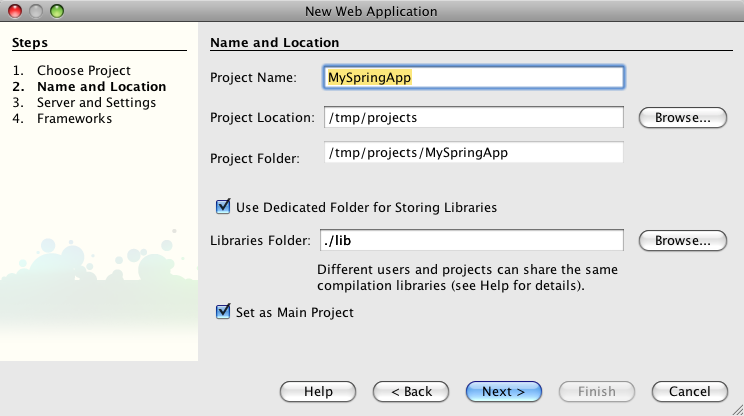 New Web Application
Steps
1. Choose Project
2. Name and Location
3. Server and Settings
4. Frameworks
Name and Location
Project Name: MySpringApp
Project Location: /tmp/projects Browse...
Project Folder: /tmp/projects/MySpringApp
Use Dedicated Folder for Storing Libraries
Libraries Folder: ./lib Browse...
Different users and projects can share the same
compilation libraries (see Help for details).
Set as Main Project
Help < Back Next > Finish Cancel